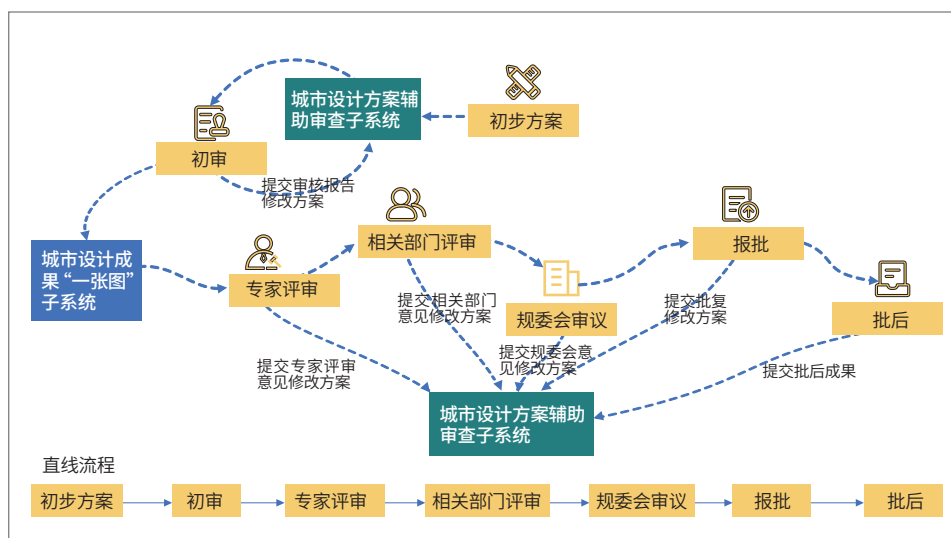 城市设计方案辅
助审查子系统
初步方案
初审
提交审核报告
修改方案
城市设计成
果“一张图”
子系统
专家评审
相关部门评审
规委会审议
报批
批后
提交相关部门
意见修改方案
提交批复
修改方案
提交规委会意
见修改方案
提交专家评审
意见修改方案
提交批后成果
城市设计方案辅助
审查子系统
直线流程
初步方案
初审
专家评审
相关部门评审
规委会审议
报批
批后